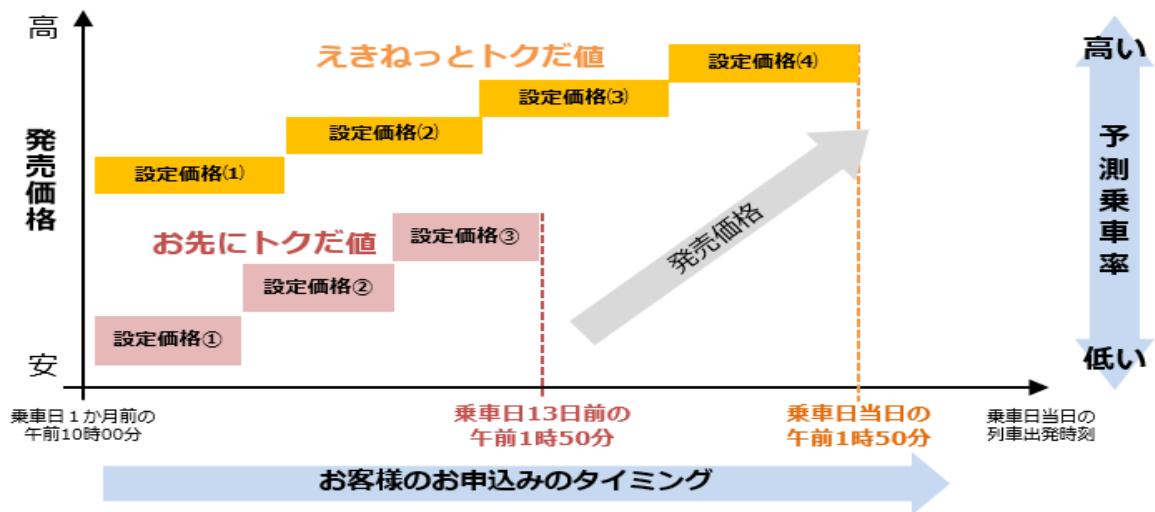 高
発売価格
安
えきねっとトクだ値
設定価格⑴
設定価格⑵
設定価格⑶
設定価格⑷
お先にトクだ値
設定価格①
設定価格②
設定価格③
発売価格
高い
予測乗車率
低い
乗車日１か月前の
午前10時00分
乗車日13日前の
午前1時50分
乗車日当日の
午前1時50分
乗車日当日の
列車出発時刻
お客様のお申込みのタイミング